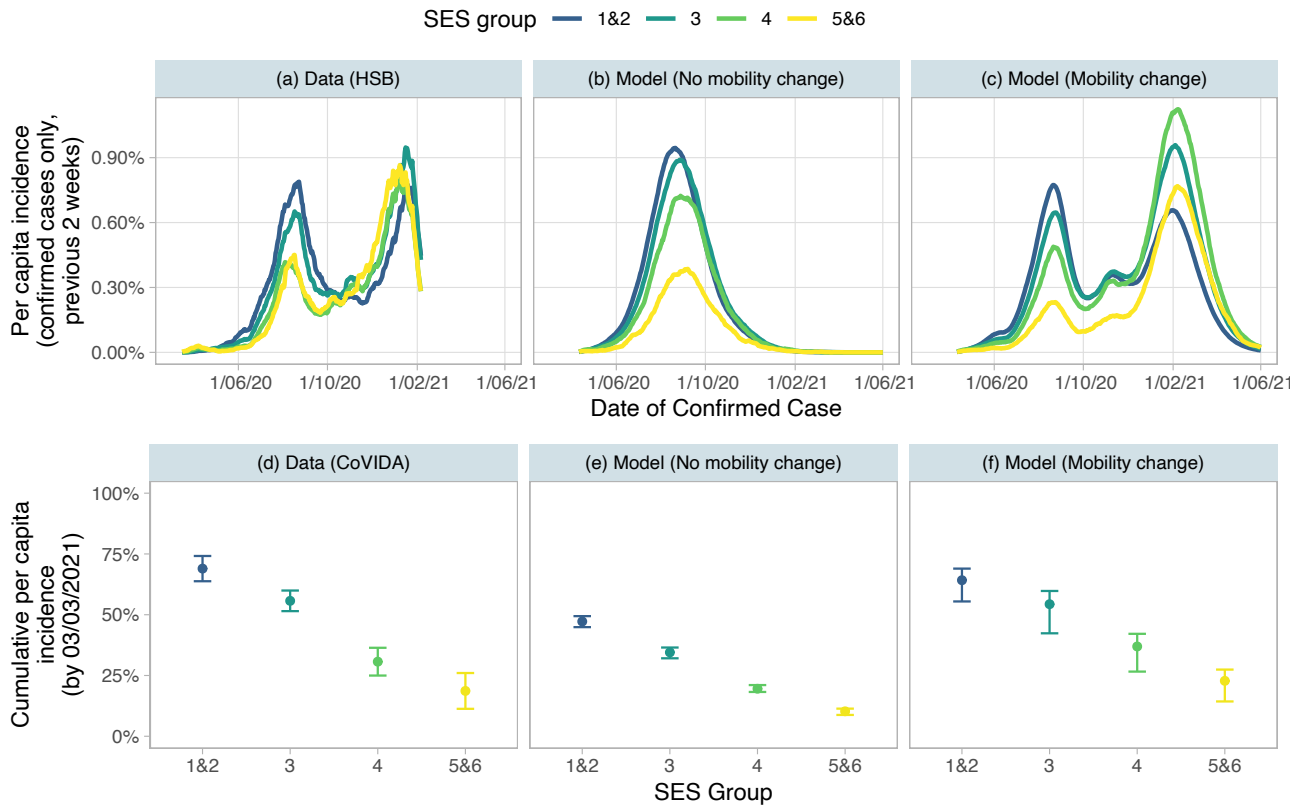 SES group 1&2 3 4 5&6
(a) Data (HSB) (b) Model (No mobility change) (c) Model (Mobility change)
Per capita incidence
(confirmed cases only,
previous 2 weeks)
0.90%
0.60%
0.30%
0.00%
1/06/20 1/10/20 1/02/21 1/06/21 1/06/20 1/10/20 1/02/21 1/06/21 1/06/20 1/10/20 1/02/21 1/06/21
Date of Confirmed Case
(d) Data (CoVIDA) (e) Model (No mobility change) (f) Model (Mobility change)
Cumulative per capita
incidence
(by 03/03/2021)
100%
75%
50%
25%
0%
1&2 3 4 5&6 1&2 3 4 5&6 1&2 3 4 5&6
SES Group